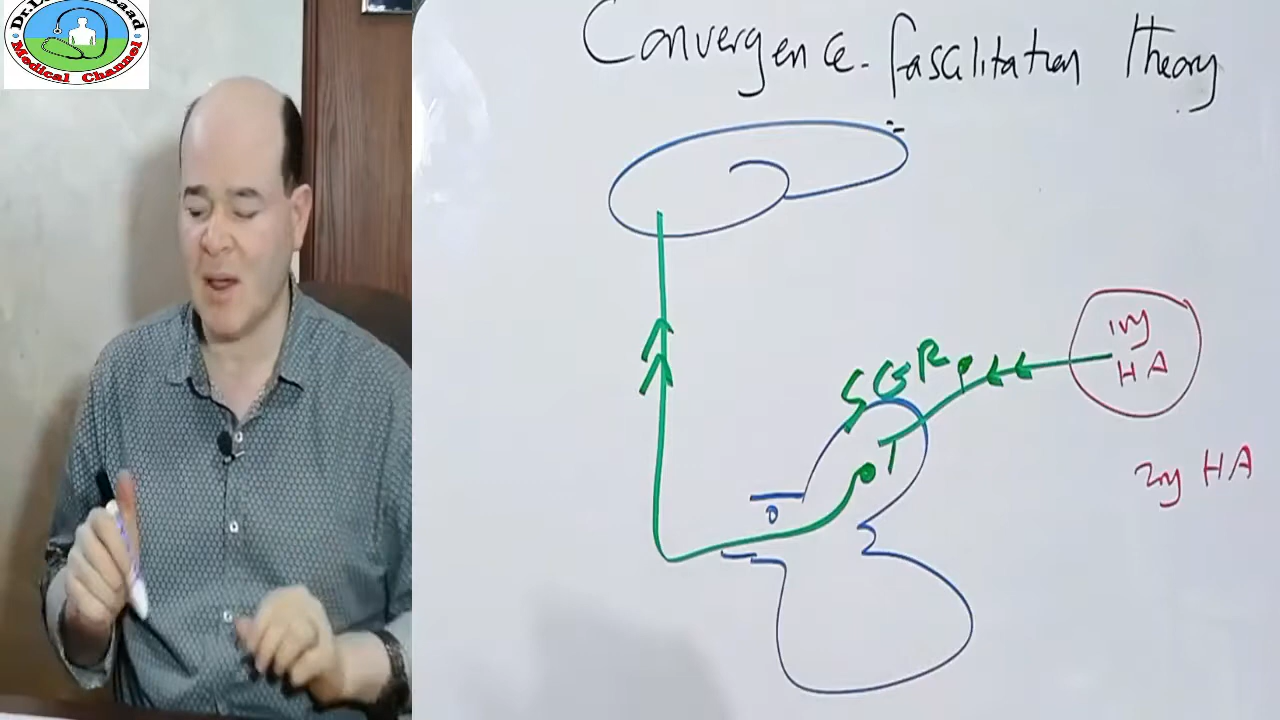 Medical Channel
Convergence-fascilitation Theory
SGR
1ry
HA
2ry HA